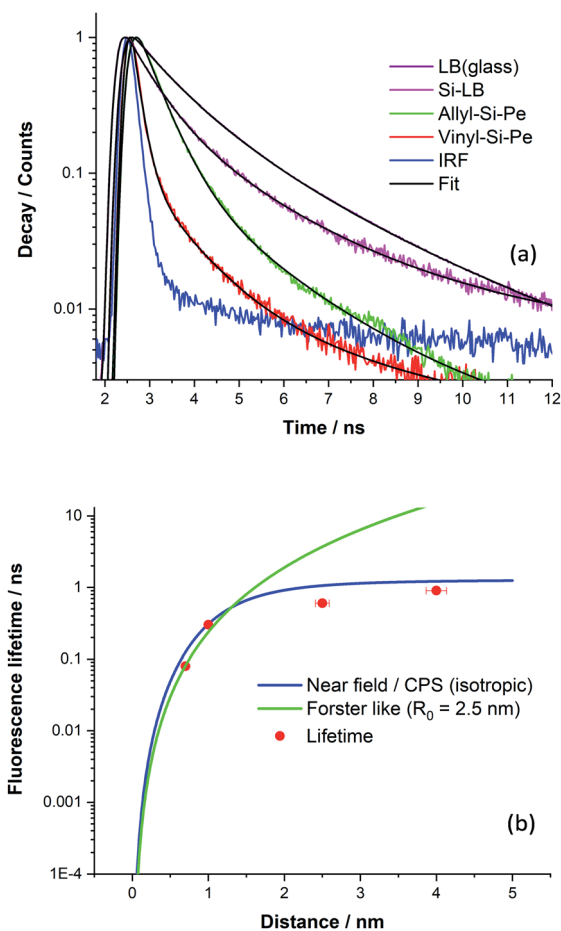 1
0.1
0.01
Decay / Counts
LB(glass)
Si-LB
Allyl-Si-Pe
Vinyl-Si-Pe
IRF
Fit
(a)
2 3 4 5 6 7 8 9 10 11 12
Time / ns
10
1
0.1
0.01
0.001
1E-4
Fluorescence lifetime / ns
Near field / CPS (isotropic)
Forster like (R₀ = 2.5 nm)
Lifetime
(b)
0 1 2 3 4 5
Distance / nm